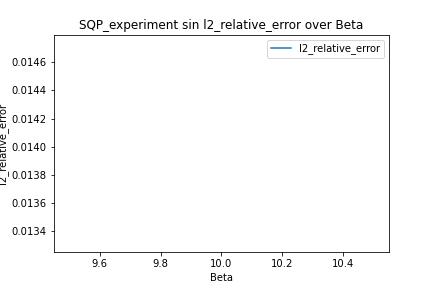 SQP_experiment sin l2_relative_error over Beta
l2_relative_error
0.0146
0.0144
0.0142
0.0140
0.0138
0.0136
0.0134
l2_relative_error
9.6 9.8 10.0 10.2 10.4
Beta